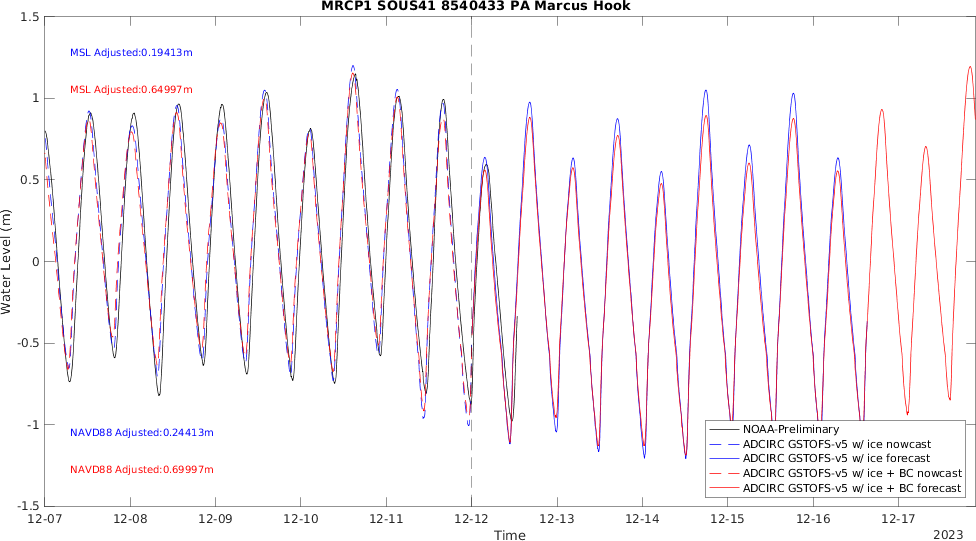 MRCP1 SOUS41 8540433 PA Marcus Hook
1.5
1
0.5
0
-0.5
-1
-1.5
Water Level (m)
MSL Adjusted:0.19413m
MSL Adjusted:0.64997m
NAVD88 Adjusted:0.24413m
NAVD88 Adjusted:0.69997m
NOAA-Preliminary
ADCIRC GSTOFS-v5 w/ ice nowcast
ADCIRC GSTOFS-v5 w/ ice forecast
ADCIRC GSTOFS-v5 w/ ice + BC nowcast
ADCIRC GSTOFS-v5 w/ ice + BC forecast
12-07 12-08 12-09 12-10 12-11 12-12 12-13 12-14 12-15 12-16 12-17
Time
2023